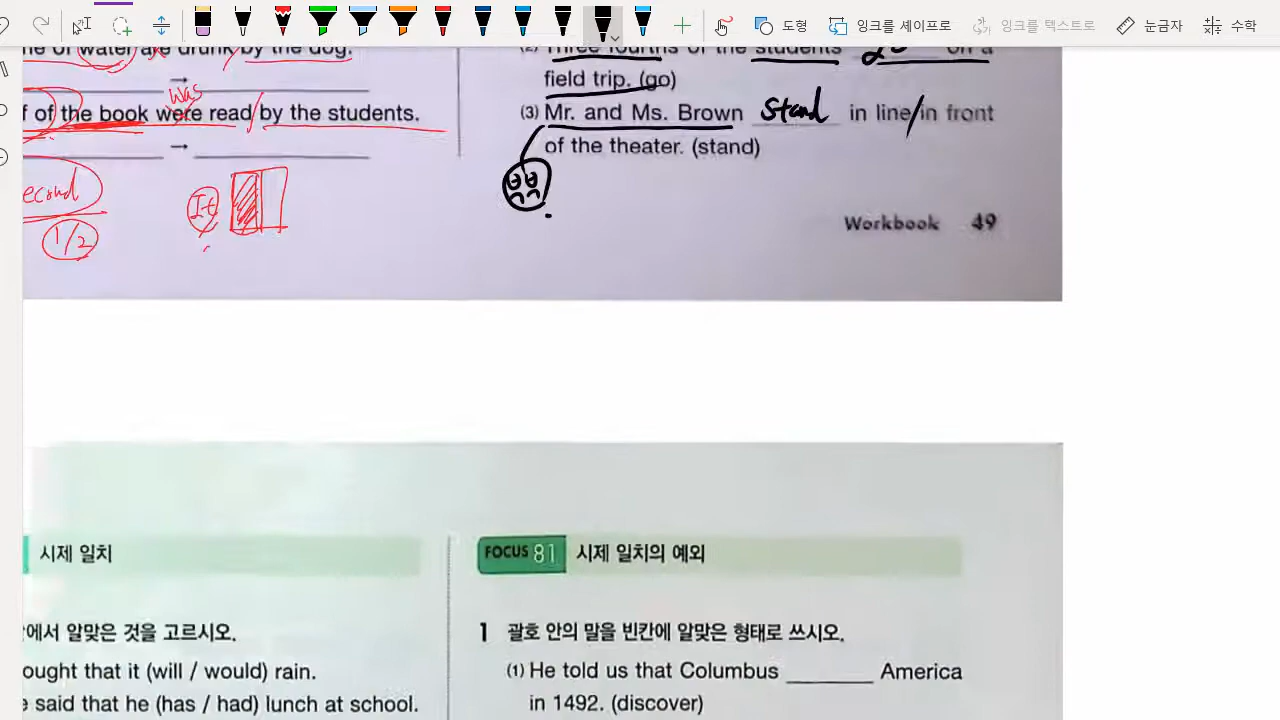 도형
잉크를 셰이프로
잉크를 텍스트로
눈금자
수학
of water are drunk by the dog.
→
was
f of the book were read by the students.
→
econd
1/2
It
(2) Three fourths of the students go on a
field trip. (go)
(3) Mr. and Ms. Brown stand in line/in front
of the theater. (stand)
Workbook 49
시제 일치
에서 알맞은 것을 고르시오.
ought that it (will / would) rain.
said that he (has / had) lunch at school.
FOCUS 81 시제 일치의 예외
1 괄호 안의 말을 빈칸에 알맞은 형태로 쓰시오.
(1) He told us that Columbus ________ America
in 1492. (discover)